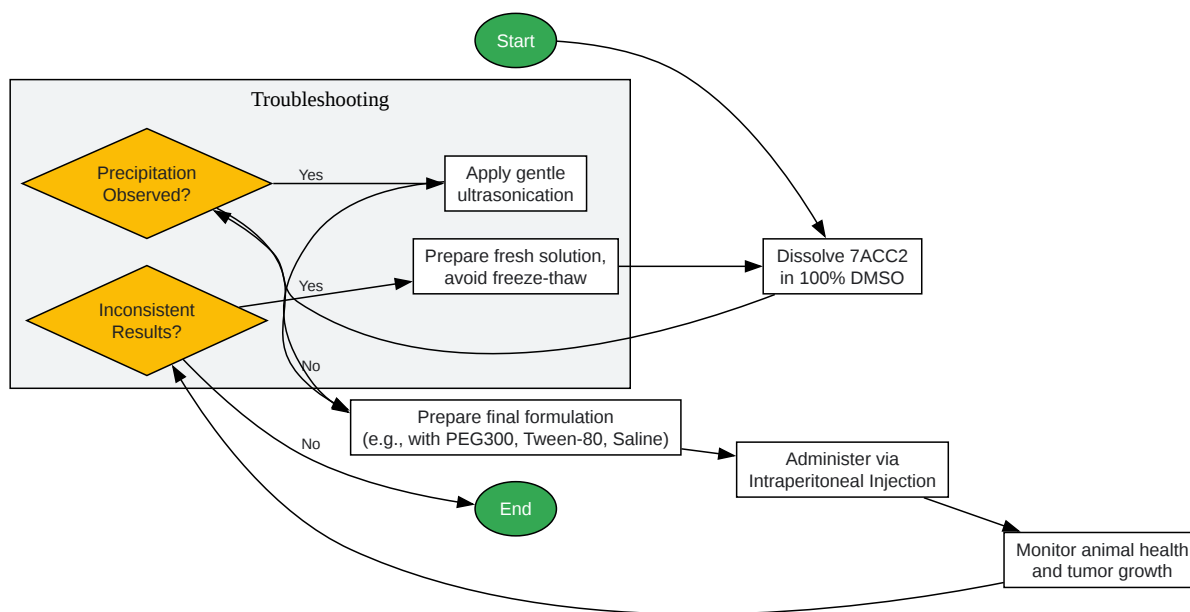 Start
Troubleshooting
Precipitation
Observed?
Yes
Apply gentle
ultrasonication
Prepare fresh solution,
avoid freeze-thaw
Dissolve 7ACC2
in 100% DMSO
Inconsistent
Results?
Yes
No
Prepare final formulation
(e.g., with PEG300, Tween-80, Saline)
No
Administer via
Intraperitoneal Injection
End
Monitor animal health
and tumor growth